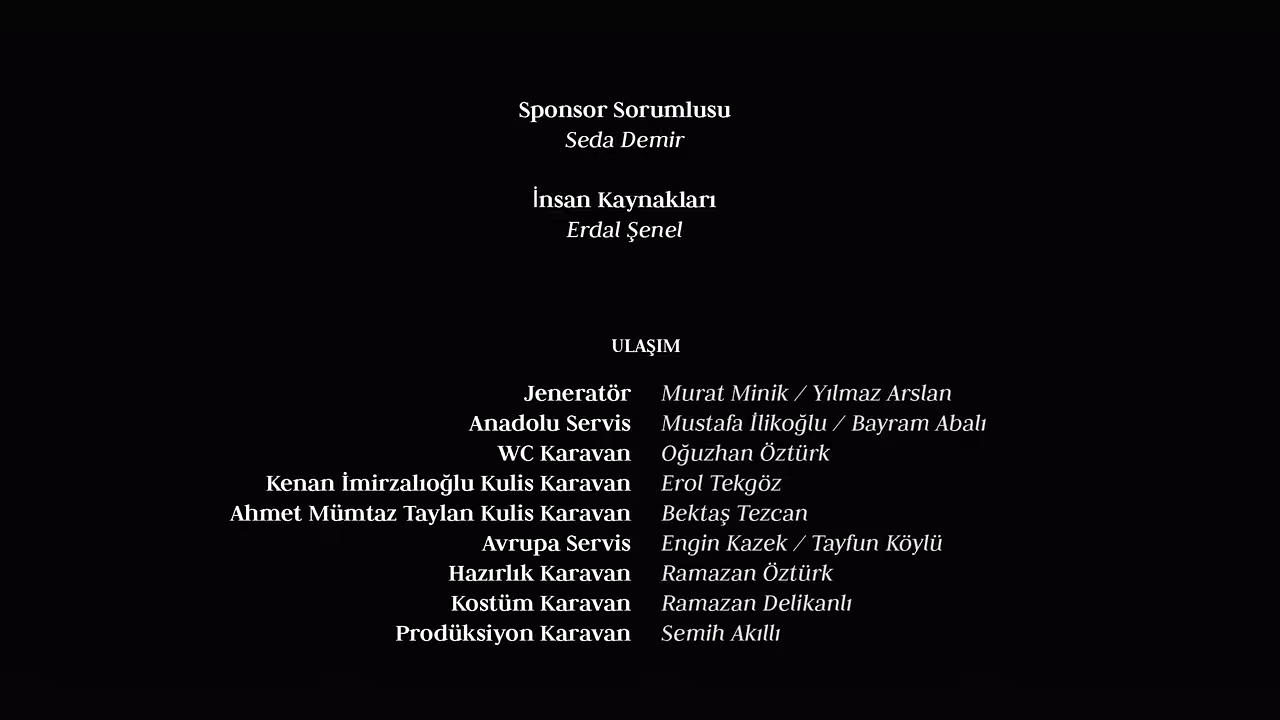 Sponsor Sorumlusu
Seda Demir
İnsan Kaynakları
Erdal Şenel
ULAŞIM
Jeneratör Murat Minik / Yılmaz Arslan
Anadolu Servis Mustafa İlikoğlu / Bayram Abalı
WC Karavan Oğuzhan Öztürk
Kenan İmirzalıoğlu Kulis Karavan Erol Tekgöz
Ahmet Mümtaz Taylan Kulis Karavan Bektaş Tezcan
Avrupa Servis Engin Kazek / Tayfun Köylü
Hazırlık Karavan Ramazan Öztürk
Kostüm Karavan Ramazan Delikanlı
Prodüksiyon Karavan Semih Akıllı